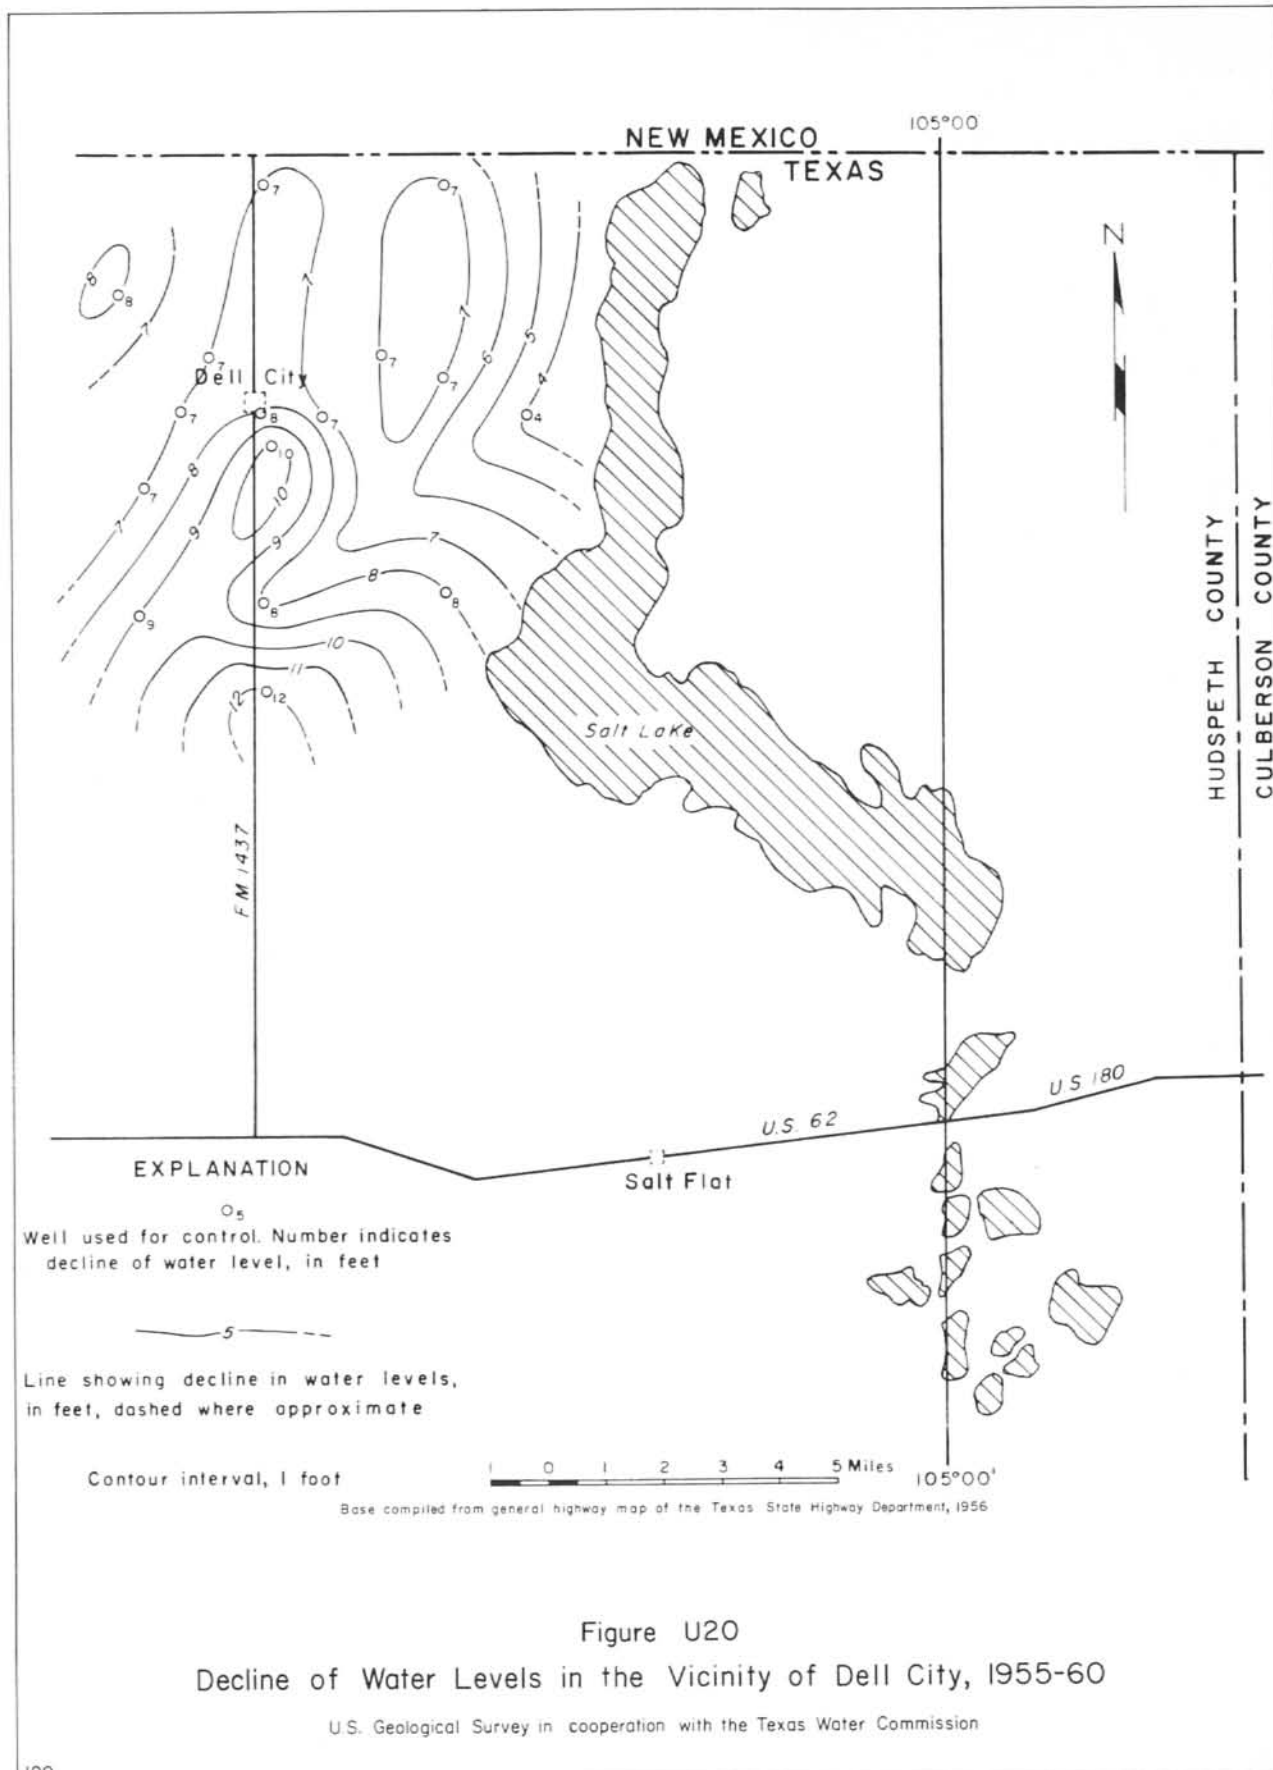 105°00
NEW MEXICO
TEXAS
N
7
7
8
8
7
7
7
7
6
5
4
7
7
7
4
Dell City
7
8
7
8
10
10
7
7
9
9
7
8
8
8
9
10
11
12
12
Salt Lake
HUDSPETH COUNTY
CULBERSON COUNTY
FM 1437
U.S. 62
U S 180
Salt Flat
EXPLANATION
5
Well used for control. Number indicates
decline of water level, in feet
5
Line showing decline in water levels,
in feet, dashed where approximate
Contour interval, 1 foot
1 0 1 2 3 4 5 Miles
105°00'
Base compiled from general highway map of the Texas State Highway Department, 1956
Figure U20
Decline of Water Levels in the Vicinity of Dell City, 1955-60
U.S. Geological Survey in cooperation with the Texas Water Commission